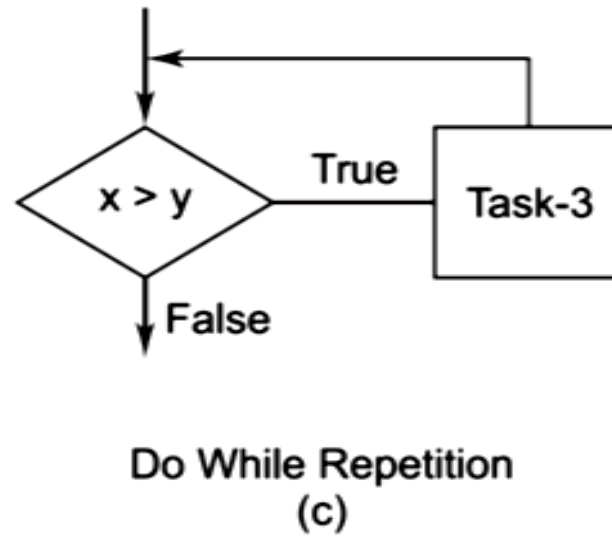 True
x > y
Task-3
False
Do While Repetition
(c)